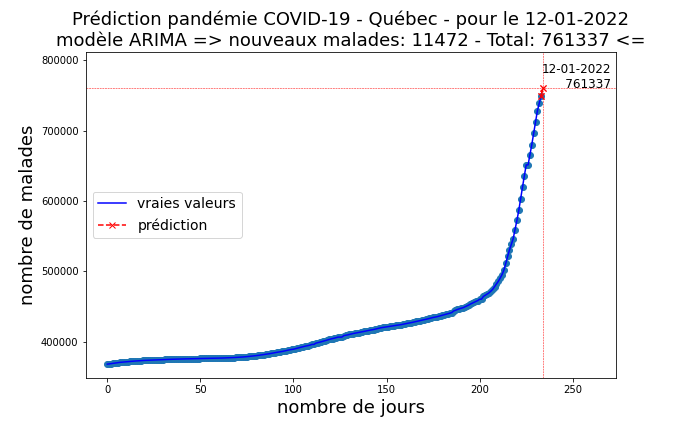 Prédiction pandémie COVID-19 - Québec - pour le 12-01-2022
modèle ARIMA => nouveaux malades: 11472 - Total: 761337 <=
800000
12-01-2022
761337
700000
600000
500000
400000
nombre de malades
vraies valeurs
prédiction
0 50 100 150 200 250
nombre de jours